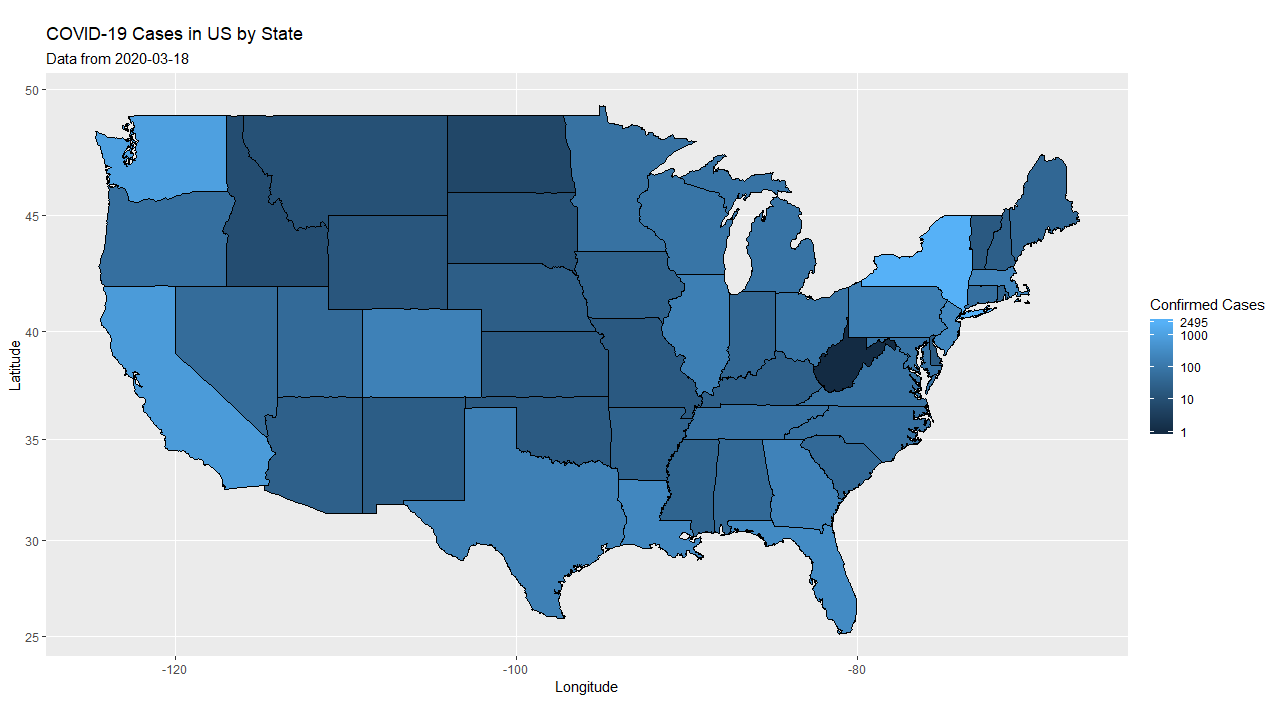 COVID-19 Cases in US by State
Data from 2020-03-18
50
45
40
35
30
25
Latitude
-120
-100
-80
Longitude
Confirmed Cases
2495
1000
100
10
1